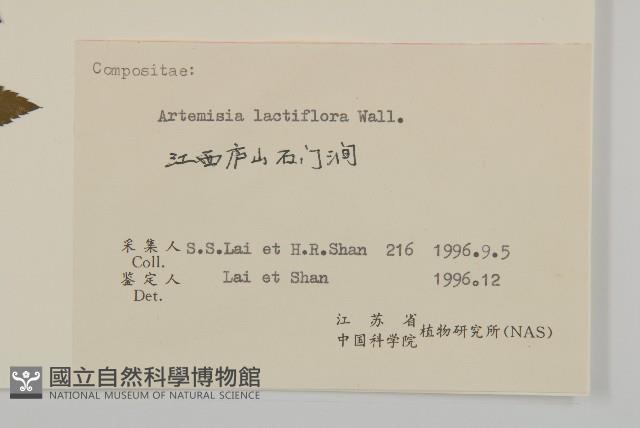 Compositae:
Artemisia lactiflora Wall.
江西庐山石门涧
采集人 S.S.Lai et H.R.Shan 216 1996.9.5
Coll.
鉴定人 Lai et Shan 1996.12
Det.
江苏省
中国科学院 植物研究所(NAS)
國立自然科學博物館
NATIONAL MUSEUM OF NATURAL SCIENCE